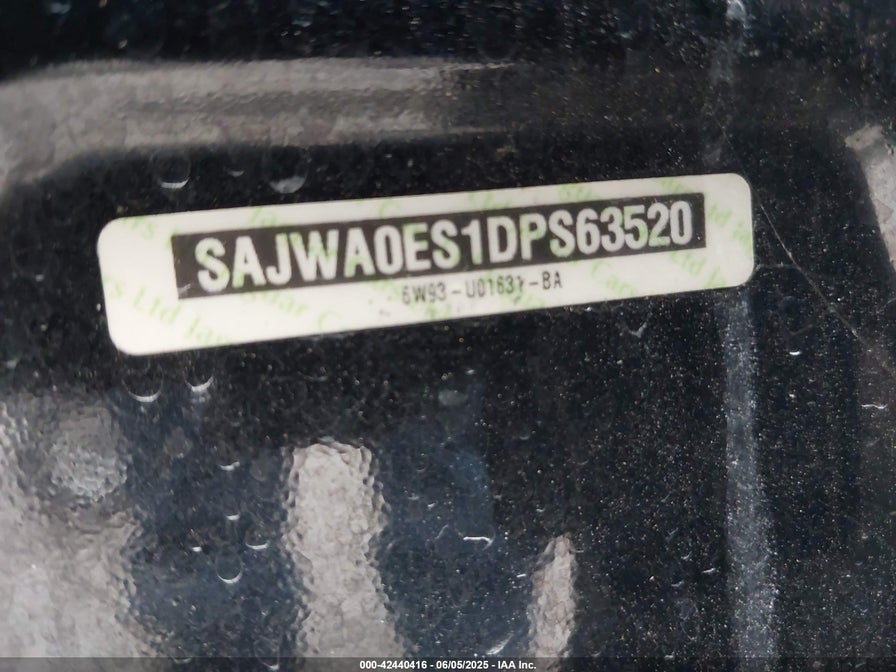 SAJWA0ES1DPS63520
6W93-U01631-BA
000-42440416 - 06/05/2025 - IAA Inc.